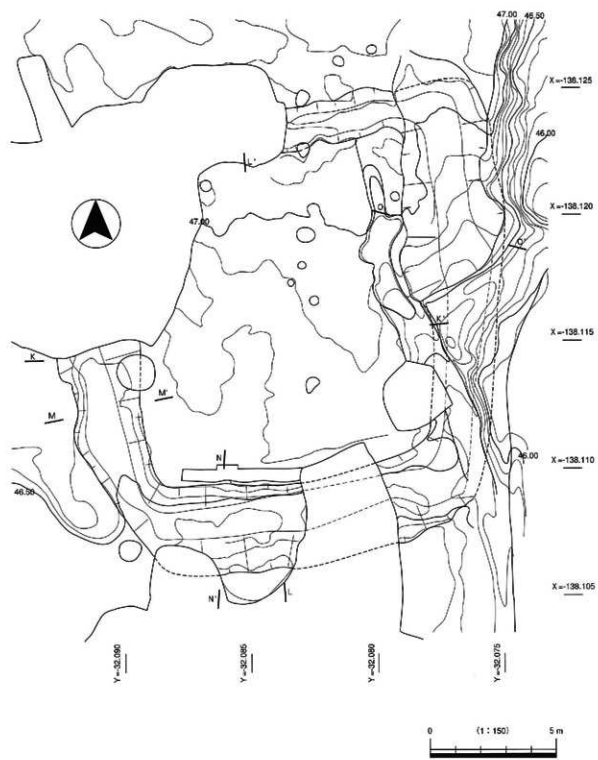 47.00 46.50
X=-138.125
46.00
L'
X=-138.120
47.00
O
O'
K'
X=-138.115
K
M'
M
N
X=-138.110
46.00
46.50
X=-138.105
N' L
Y=-32.090
Y=-32.085
Y=-32.080
Y=-32.075
0 (1:150) 5 m